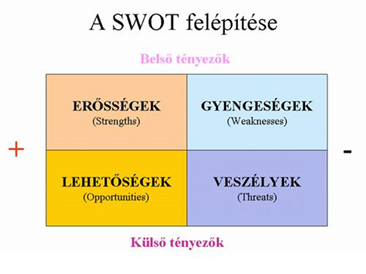 A SWOT felépítése
Belső tényezők
ERŐSSÉGEK
(Strengths)
GYENGESÉGEK
(Weaknesses)
+
-
LEHETŐSÉGEK
(Opportunities)
VESZÉLYEK
(Threats)
Külső tényezők